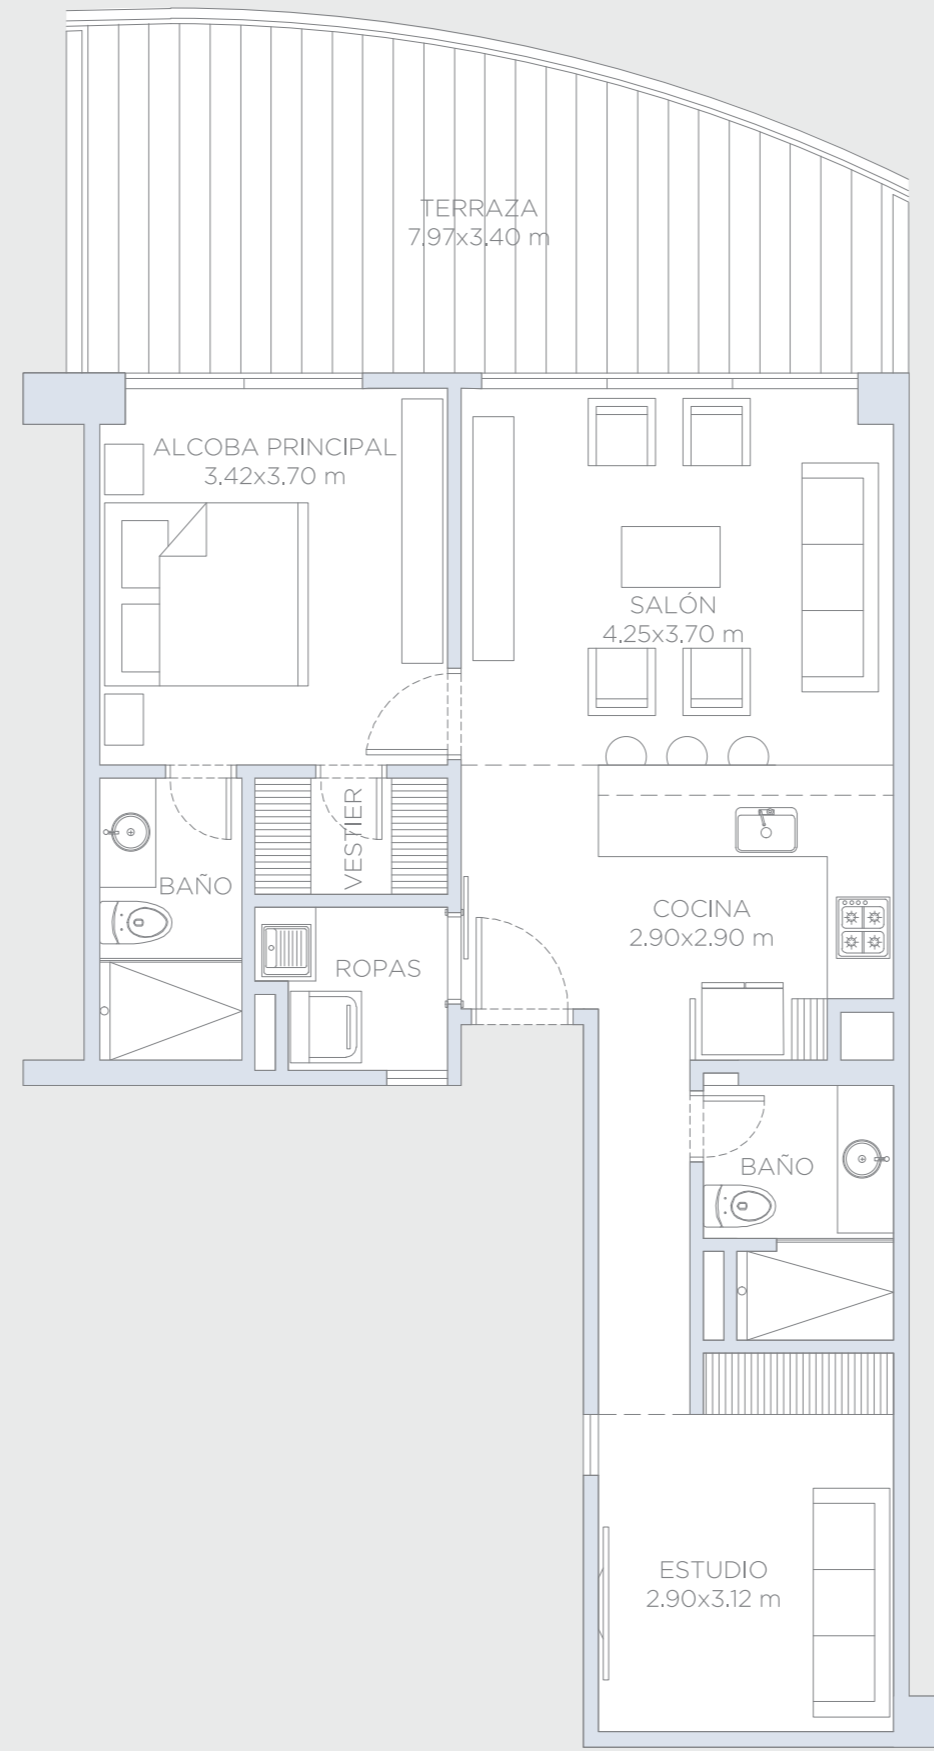 TERRAZA
7.97x3.40 m
ALCOBA PRINCIPAL
3.42x3.70 m
SALÓN
4.25x3.70 m
VESTIER
BAÑO
COCINA
2.90x2.90 m
ROPAS
BAÑO
ESTUDIO
2.90x3.12 m